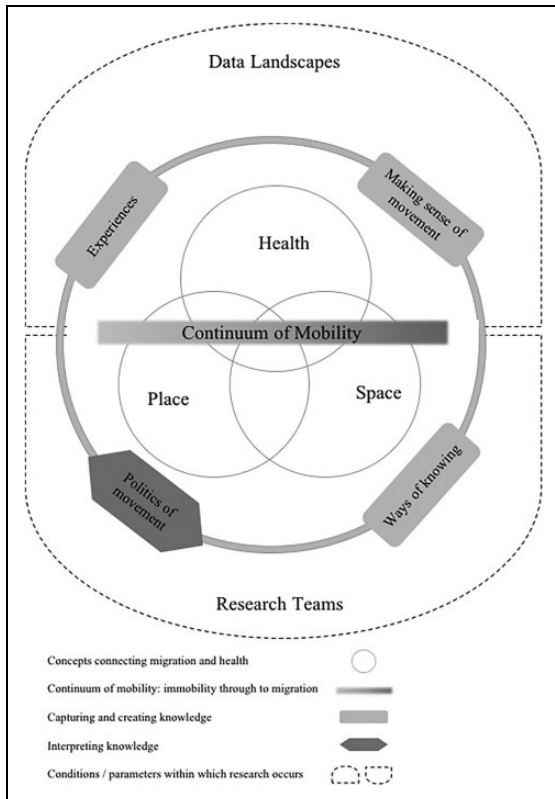 Data Landscapes
Experiences
Making sense of
movement
Health
Continuum of Mobility
Place
Space
Politics of
movement
Ways of knowing
Research Teams
Concepts connecting migration and health
Continuum of mobility: immobility through to migration
Capturing and creating knowledge
Interpreting knowledge
Conditions / parameters within which research occurs